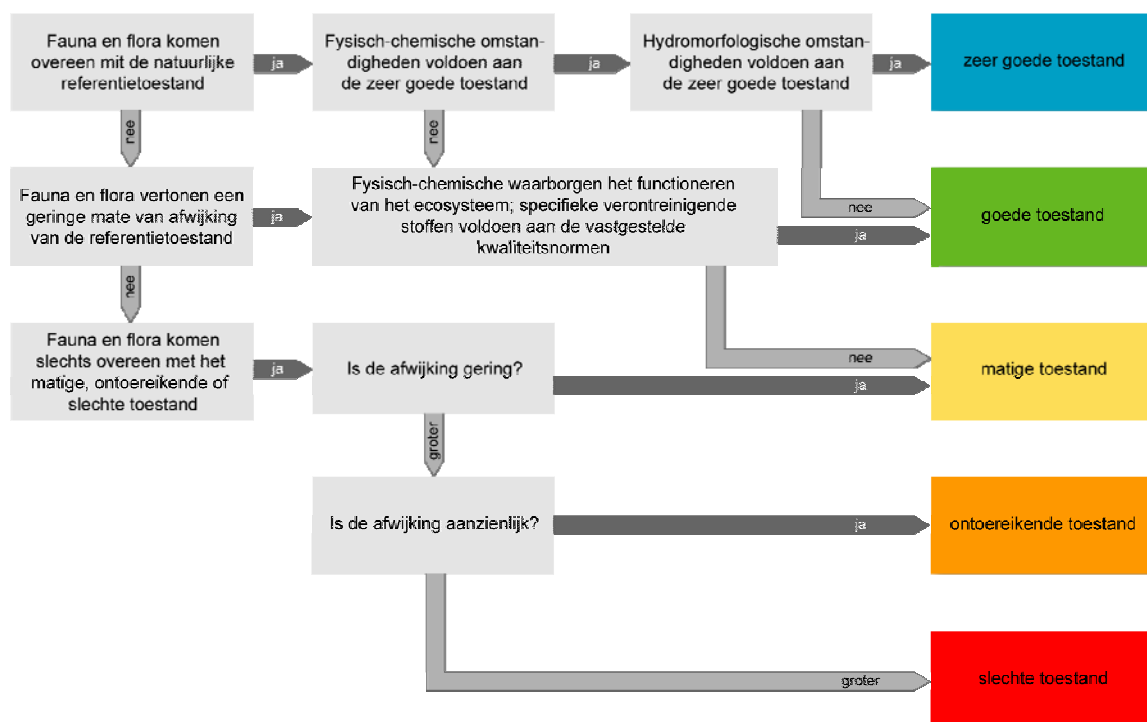 Fauna en flora komen
overeen mit de natuurlijke
referentietoestand
ja
Fysisch-chemische omstan-
digheden voldoen aan
de zeer goede toestand
ja
Hydromorfologische omstan-
digheden voldoen aan
de zeer goede toestand
ja
zeer goede toestand
nee
nee
nee
Fauna en flora vertonen een
geringe mate van afwijking
van de referentietoestand
ja
Fysisch-chemische waarborgen het functioneren
van het ecosysteem; specifieke verontreinigende
stoffen voldoen aan de vastgestelde
kwaliteitsnormen
ja
goede toestand
nee
nee
Fauna en flora komen
slechts overeen met het
matige, ontoereikende of
slechte toestand
ja
Is de afwijking gering?
ja
matige toestand
groter
Is de afwijking aanzienlijk?
ja
ontoereikende toestand
groter
slechte toestand